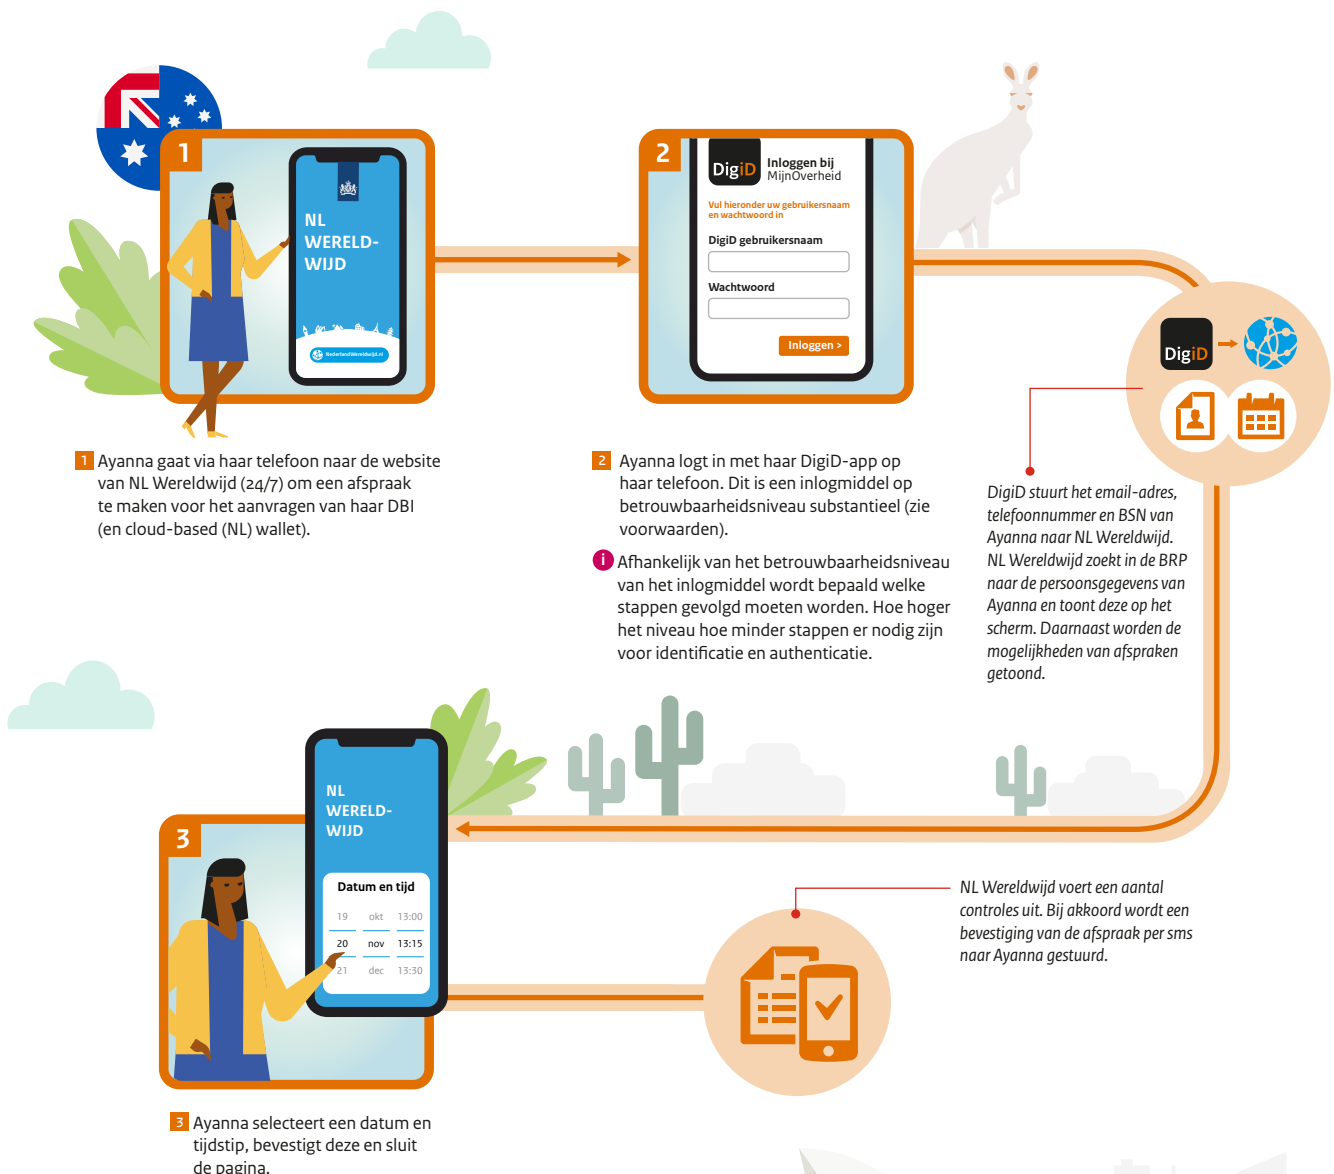 1
NL
WERELD-
WIJD
NederlandWereldwijd.nl
2
DigiD
Inloggen bij
MijnOverheid
Vul hieronder uw gebruikersnaam
en wachtwoord in
DigiD gebruikersnaam
Wachtwoord
Inloggen >
DigiD
1 Ayanna gaat via haar telefoon naar de website
van NL Wereldwijd (24/7) om een afspraak
te maken voor het aanvragen van haar DBI
(en cloud-based (NL) wallet).
2 Ayanna logt in met haar DigiD-app op
haar telefoon. Dit is een inlogmiddel op
betrouwbaarheidsniveau substantieel (zie
voorwaarden).
i Afhankelijk van het betrouwbaarheidsniveau
van het inlogmiddel wordt bepaald welke
stappen gevolgd moeten worden. Hoe hoger
het niveau hoe minder stappen er nodig zijn
voor identificatie en authenticatie.
DigiD stuurt het email-adres,
telefoonnummer en BSN van
Ayanna naar NL Wereldwijd.
NL Wereldwijd zoekt in de BRP
naar de persoonsgegevens van
Ayanna en toont deze op het
scherm. Daarnaast worden de
mogelijkheden van afspraken
getoond.
3
NL
WERELD-
WIJD
Datum en tijd
19 okt 13:00
20 nov 13:15
21 dec 13:30
NL Wereldwijd voert een aantal
controles uit. Bij akkoord wordt een
bevestiging van de afspraak per sms
naar Ayanna gestuurd.
3 Ayanna selecteert een datum en
tijdstip, bevestigt deze en sluit
de pagina.